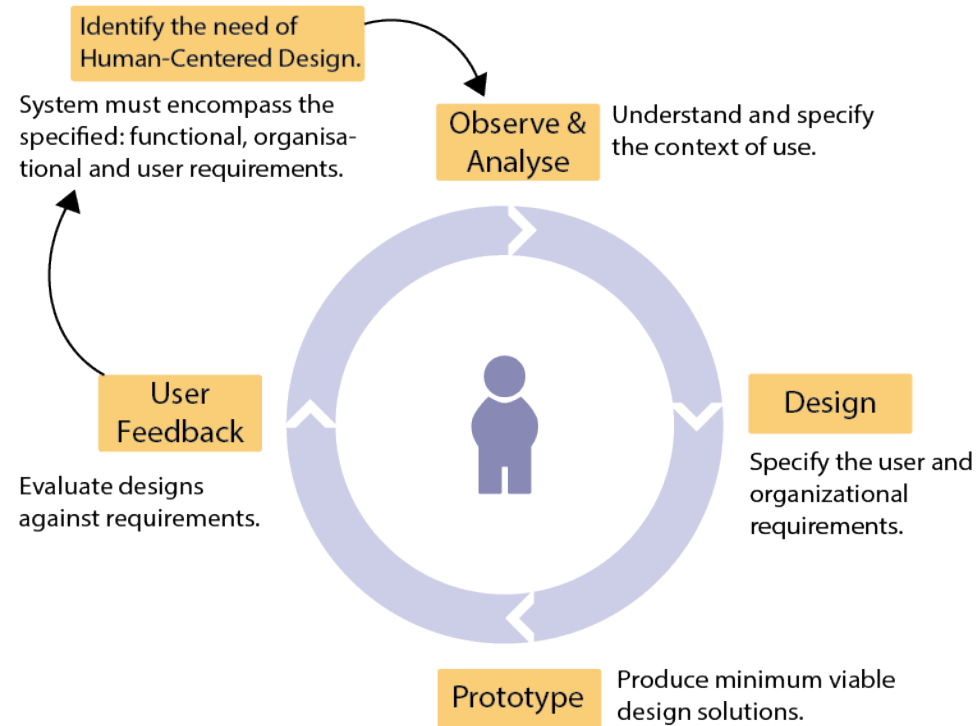 Identify the need of
Human-Centered Design.
System must encompass the
specified: functional, organisa-
tional and user requirements.
Observe &
Analyse
Understand and specify
the context of use.
Design
Specify the user and
organizational
requirements.
Prototype
Produce minimum viable
design solutions.
User
Feedback
Evaluate designs
against requirements.